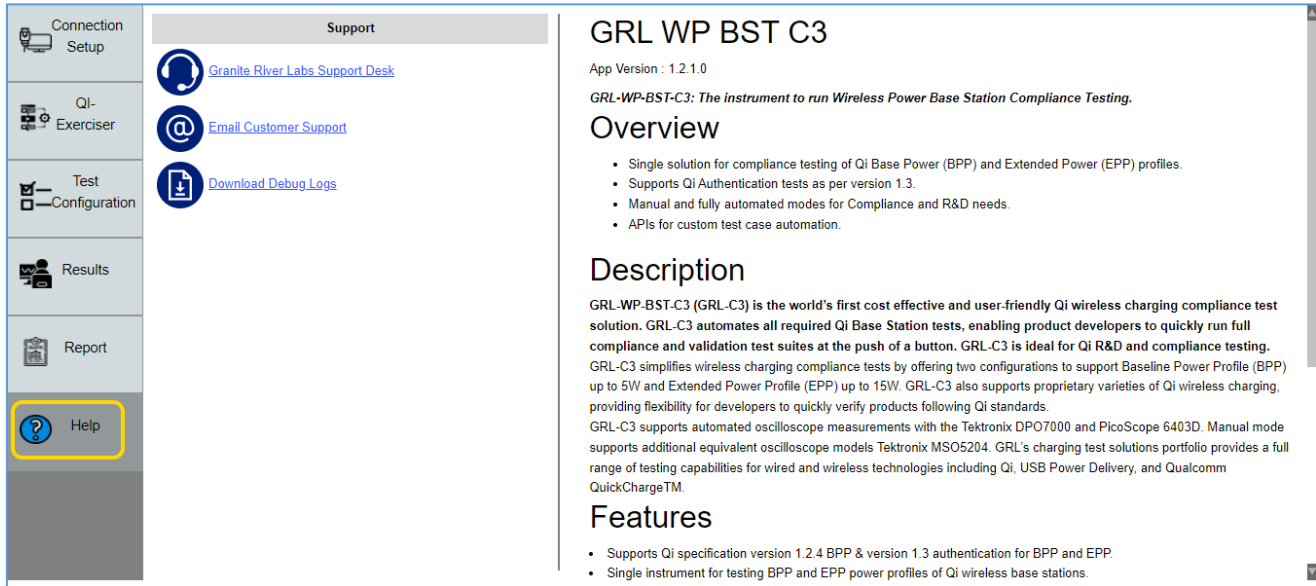 Connection
Setup
QI-
Exerciser
Test
Configuration
Results
Report
Help
Support
Granite River Labs Support Desk
Email Customer Support
Download Debug Logs
GRL WP BST C3
App Version : 1.2.1.0
GRL-WP-BST-C3: The instrument to run Wireless Power Base Station Compliance Testing.
Overview
• Single solution for compliance testing of Qi Base Power (BPP) and Extended Power (EPP) profiles.
• Supports Qi Authentication tests as per version 1.3.
• Manual and fully automated modes for Compliance and R&D needs.
• APIs for custom test case automation.
Description
GRL-WP-BST-C3 (GRL-C3) is the world's first cost effective and user-friendly Qi wireless charging compliance test
solution. GRL-C3 automates all required Qi Base Station tests, enabling product developers to quickly run full
compliance and validation test suites at the push of a button. GRL-C3 is ideal for Qi R&D and compliance testing.
GRL-C3 simplifies wireless charging compliance tests by offering two configurations to support Baseline Power Profile (BPP)
up to 5W and Extended Power Profile (EPP) up to 15W. GRL-C3 also supports proprietary varieties of Qi wireless charging,
providing flexibility for developers to quickly verify products following Qi standards.
GRL-C3 supports automated oscilloscope measurements with the Tektronix DPO7000 and PicoScope 6403D. Manual mode
supports additional equivalent oscilloscope models Tektronix MSO5204. GRL's charging test solutions portfolio provides a full
range of testing capabilities for wired and wireless technologies including Qi, USB Power Delivery, and Qualcomm
QuickChargeTM.
Features
• Supports Qi specification version 1.2.4 BPP & version 1.3 authentication for BPP and EPP.
• Single instrument for testing BPP and EPP power profiles of Qi wireless base stations.